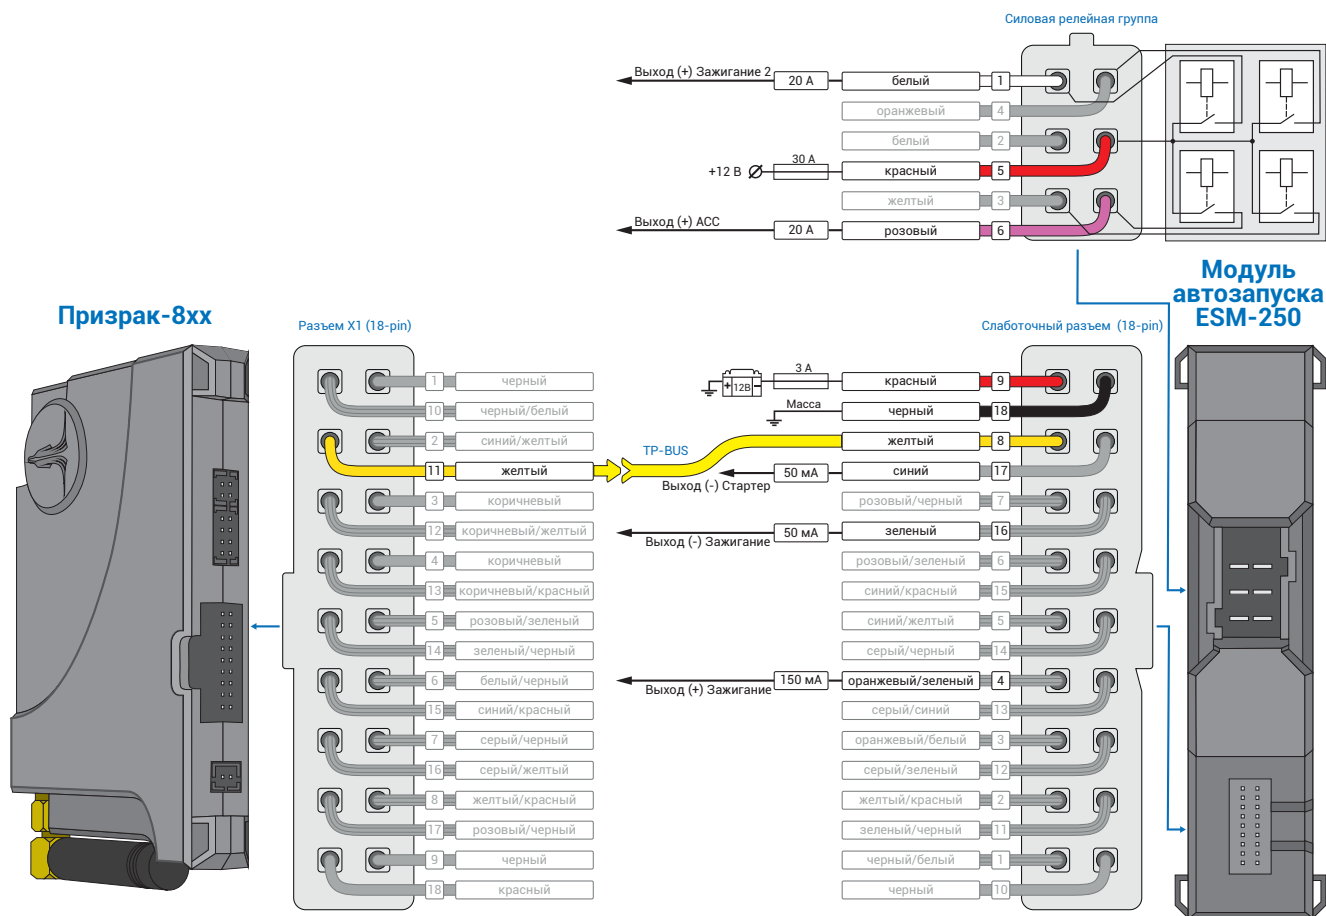 Силовая релейная группа
Выход (+) Зажигание 2
20 А
белый
1
оранжевый
4
белый
2
+12 В
30 А
красный
5
желтый
3
Выход (+) АСС
20 А
розовый
6
Призрак-8xx
Разъем X1 (18-pin)
Слаботочный разъем (18-pin)
Модуль
автозапуска
ESM-250
1
черный
10
черный/белый
2
синий/желтый
11
желтый
3
коричневый
12
коричневый/желтый
4
коричневый
13
коричневый/красный
5
розовый/зеленый
14
зеленый/черный
6
белый/черный
15
синий/красный
7
серый/черный
16
серый/желтый
8
желтый/красный
17
розовый/черный
9
черный
18
красный
TP-BUS
+ 12В −
3 А
красный
9
Масса
черный
18
желтый
8
Выход (-) Стартер
50 мА
синий
17
розовый/черный
7
Выход (-) Зажигание
50 мА
зеленый
16
розовый/зеленый
6
синий/красный
15
синий/желтый
5
серый/черный
14
Выход (+) Зажигание
150 мА
оранжевый/зеленый
4
серый/синий
13
оранжевый/белый
3
серый/зеленый
12
желтый/красный
2
зеленый/черный
11
черный/белый
1
черный
10